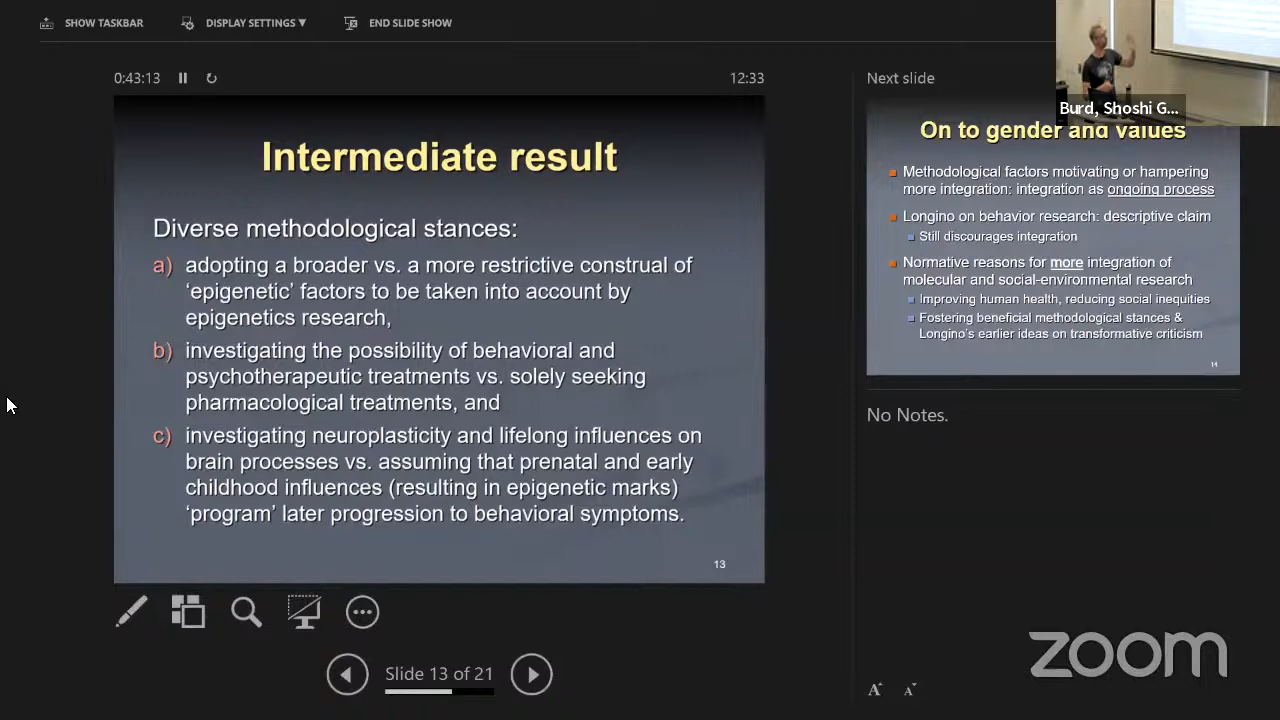 SHOW TASKBAR
DISPLAY SETTINGS ▼
END SLIDE SHOW
0:43:13
12:33
Intermediate result
Diverse methodological stances:
a) adopting a broader vs. a more restrictive construal of
‘epigenetic’ factors to be taken into account by
epigenetics research,
b) investigating the possibility of behavioral and
psychotherapeutic treatments vs. solely seeking
pharmacological treatments, and
c) investigating neuroplasticity and lifelong influences on
brain processes vs. assuming that prenatal and early
childhood influences (resulting in epigenetic marks)
‘program’ later progression to behavioral symptoms.
13
Slide 13 of 21
Next slide
Burd, Shoshi G...
On to gender and values
Methodological factors motivating or hampering
more integration: integration as ongoing process
Longino on behavior research: descriptive claim
Still discourages integration
Normative reasons for more integration of
molecular and social-environmental research
Improving human health, reducing social inequities
Fostering beneficial methodological stances &
Longino's earlier ideas on transformative criticism
14
No Notes.
zoom
A A